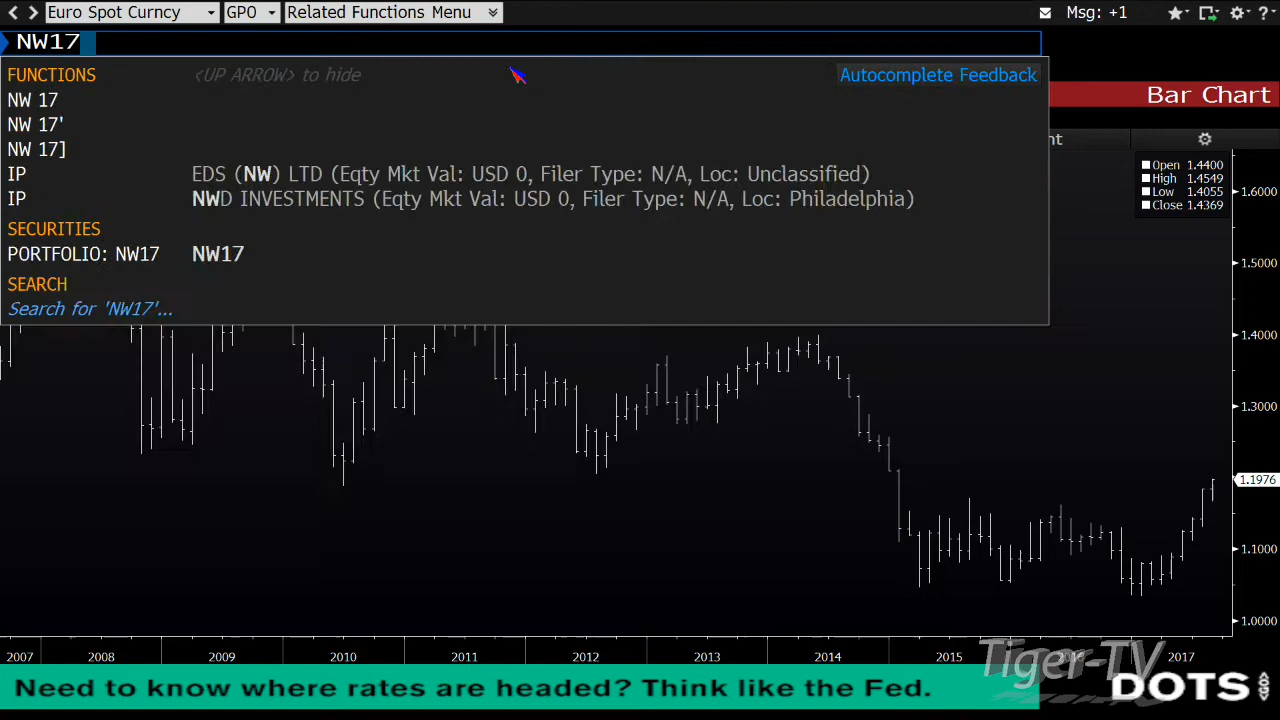 Euro Spot Curncy GPO Related Functions Menu Msg: +1 ?
NW17
FUNCTIONS <UP ARROW> to hide Autocomplete Feedback
NW 17
NW 17'
NW 17]
IP EDS (NW) LTD (Eqty Mkt Val: USD 0, Filer Type: N/A, Loc: Unclassified)
IP NWD INVESTMENTS (Eqty Mkt Val: USD 0, Filer Type: N/A, Loc: Philadelphia)
SECURITIES
PORTFOLIO: NW17 NW17
SEARCH
Search for 'NW17'...
Bar Chart
nt
Open 1.4400
High 1.4549
Low 1.4055
Close 1.4369
1.6000
1.5000
1.4000
1.3000
1.1976
1.1000
1.0000
2007 2008 2009 2010 2011 2012 2013 2014 2015 2016 2017
Tiger-TV
Need to know where rates are headed? Think like the Fed.
DOTS